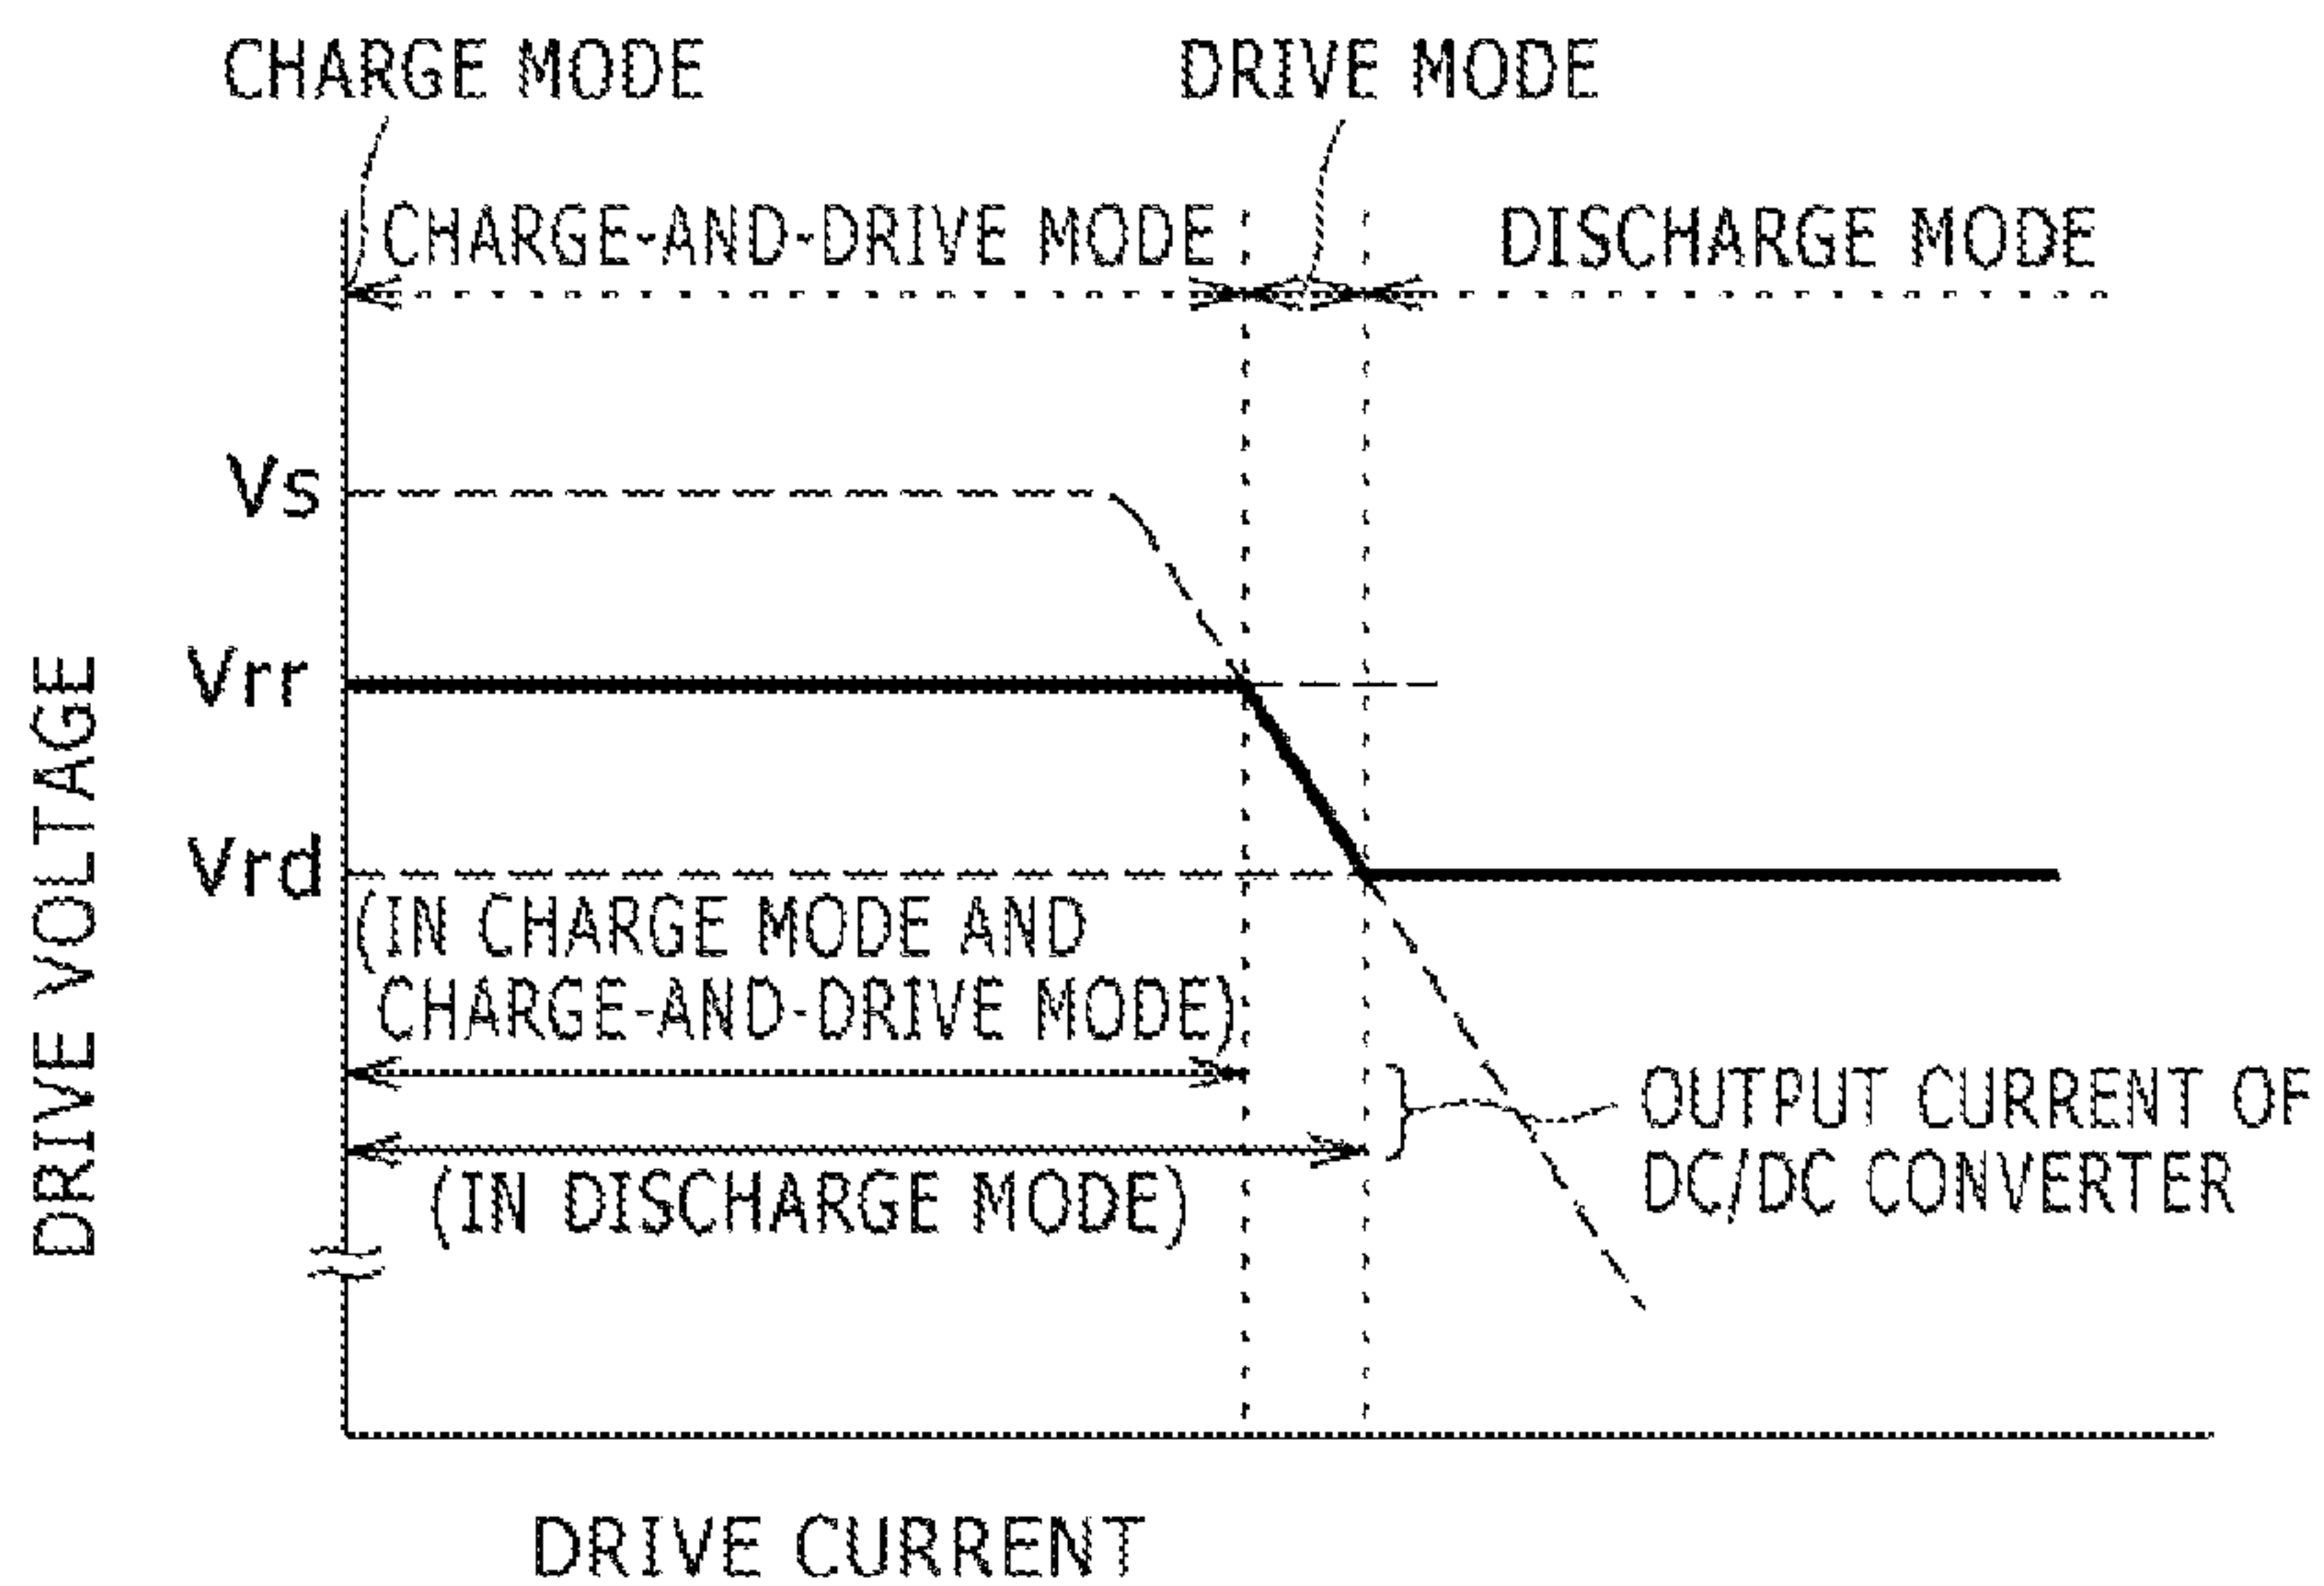 CHARGE MODE
DRIVE MODE
CHARGE-AND-DRIVE MODE
DISCHARGE MODE
Vs
Vrr
Vrd
DRIVE VOLTAGE
(IN CHARGE MODE AND
CHARGE-AND-DRIVE MODE)
(IN DISCHARGE MODE)
OUTPUT CURRENT OF
DC/DC CONVERTER
DRIVE CURRENT